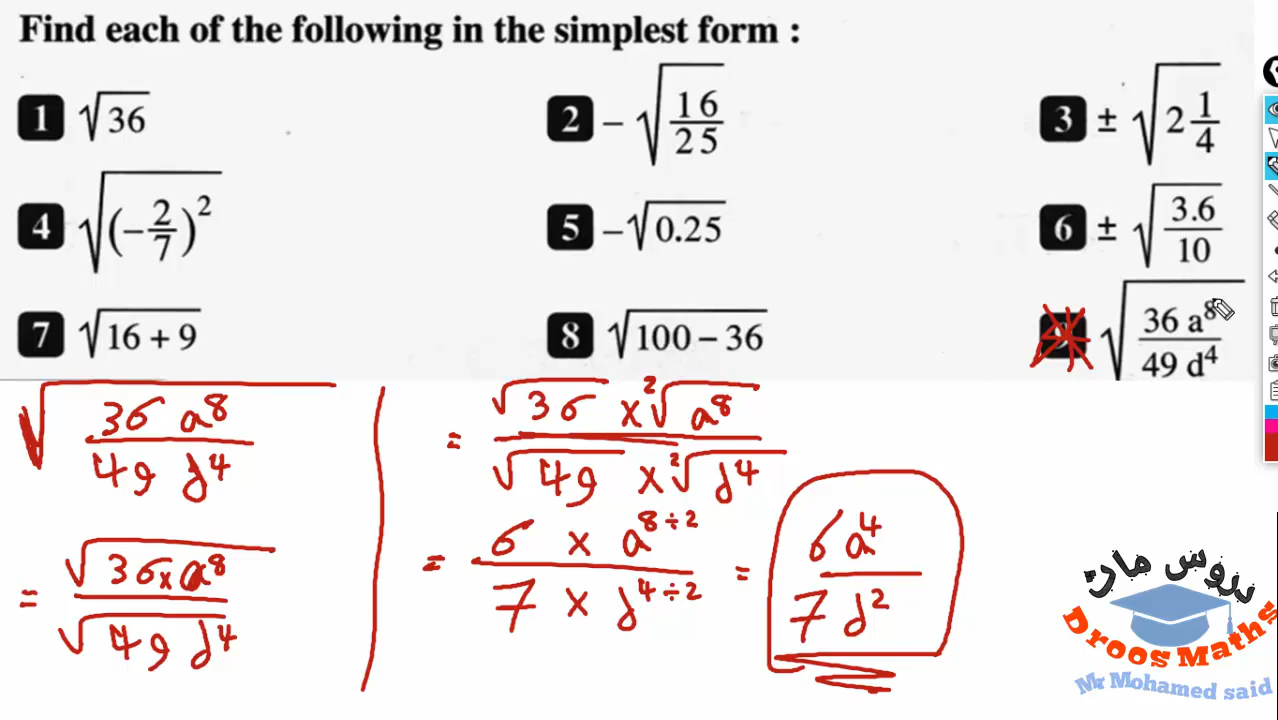 Find each of the following in the simplest form :
1 √36
2 −√(16/25)
3 ±√(2 1/4)
4 √((−2/7)²)
5 −√0.25
6 ±√(3.6/10)
7 √(16 + 9)
8 √(100 − 36)
9 √(36 a⁸/49 d⁴)
√(36 a⁸/49 d⁴)
= √(36×a⁸)/√(49 d⁴)
= (√36 × ²√(a⁸))/(√49 × ²√(d⁴))
= (6 × a⁸÷²)/(7 × d⁴÷²) = 6a⁴/7d²
دروس ماث
Droos Maths
Mr Mohamed said